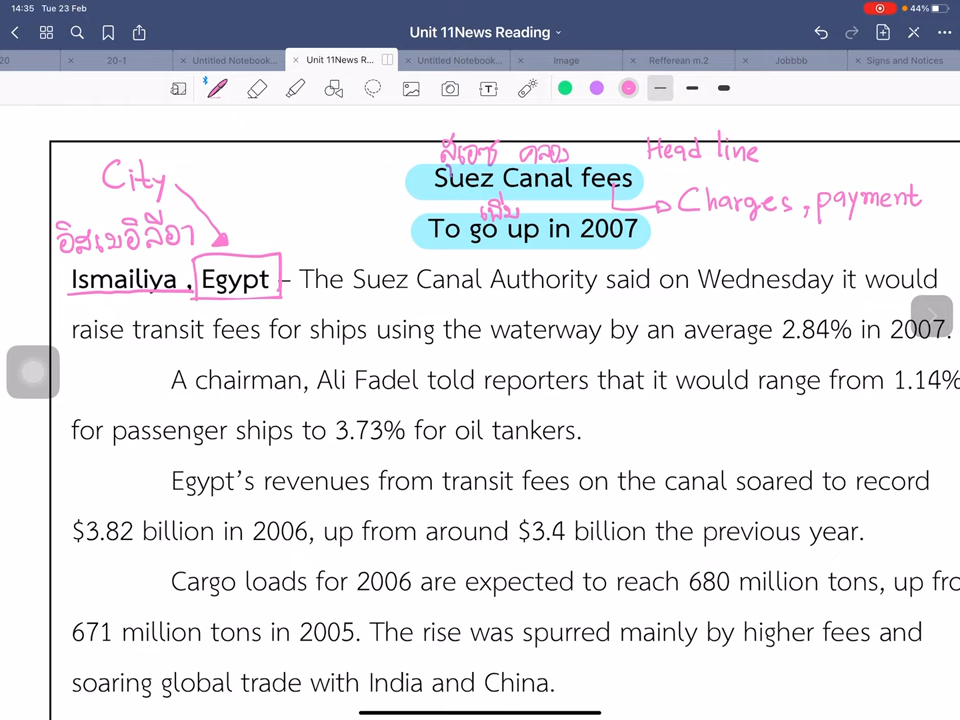 14:35 Tue 23 Feb 44%
Unit 11News Reading
20 20-1 Untitled Notebook... Unit 11News R... Untitled Notebook... Image Refferean m.2 Jobbbb Signs and Notices
สุเอซ คลอง Head line
City Suez Canal fees
Charges, payment
อิสเมอิลีอา เพิ่ม
To go up in 2007
Ismailiya , Egypt – The Suez Canal Authority said on Wednesday it would
raise transit fees for ships using the waterway by an average 2.84% in 2007.
A chairman, Ali Fadel told reporters that it would range from 1.14%
for passenger ships to 3.73% for oil tankers.
Egypt's revenues from transit fees on the canal soared to record
$3.82 billion in 2006, up from around $3.4 billion the previous year.
Cargo loads for 2006 are expected to reach 680 million tons, up fro
671 million tons in 2005. The rise was spurred mainly by higher fees and
soaring global trade with India and China.